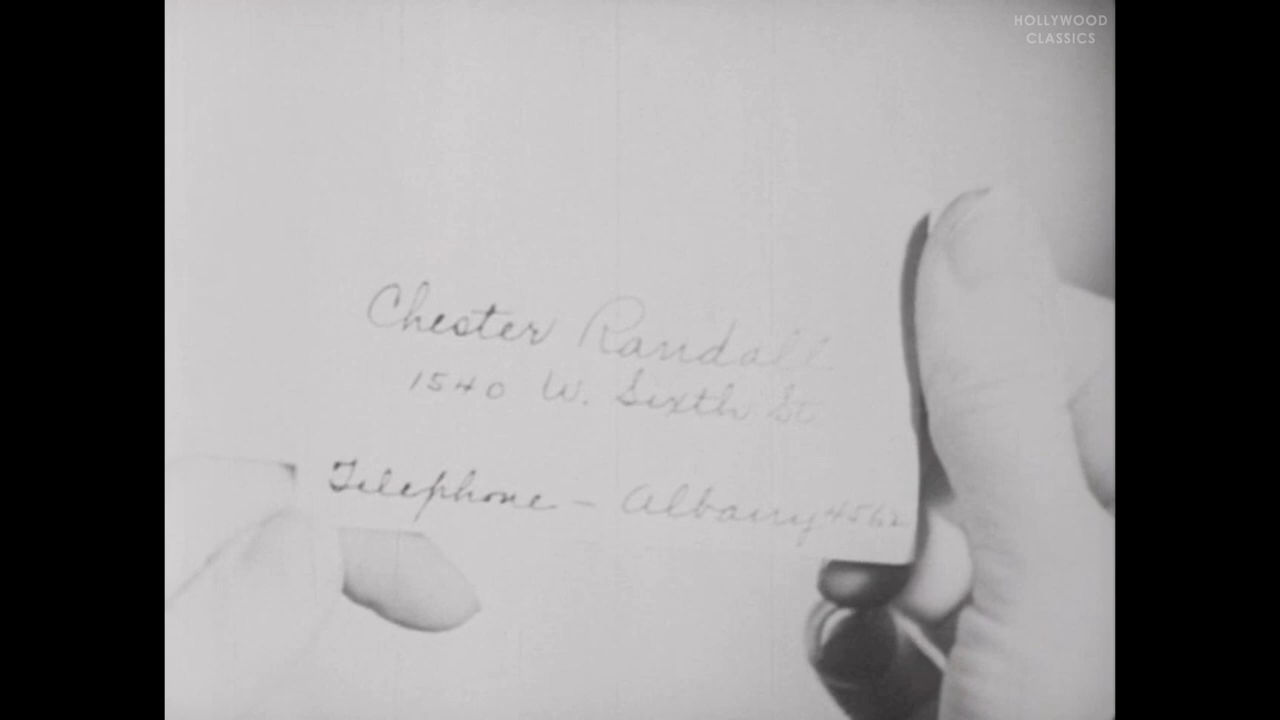 HOLLYWOOD
CLASSICS
Chester Randall
1540 W. Sixth St
Telephone - Albany 4562